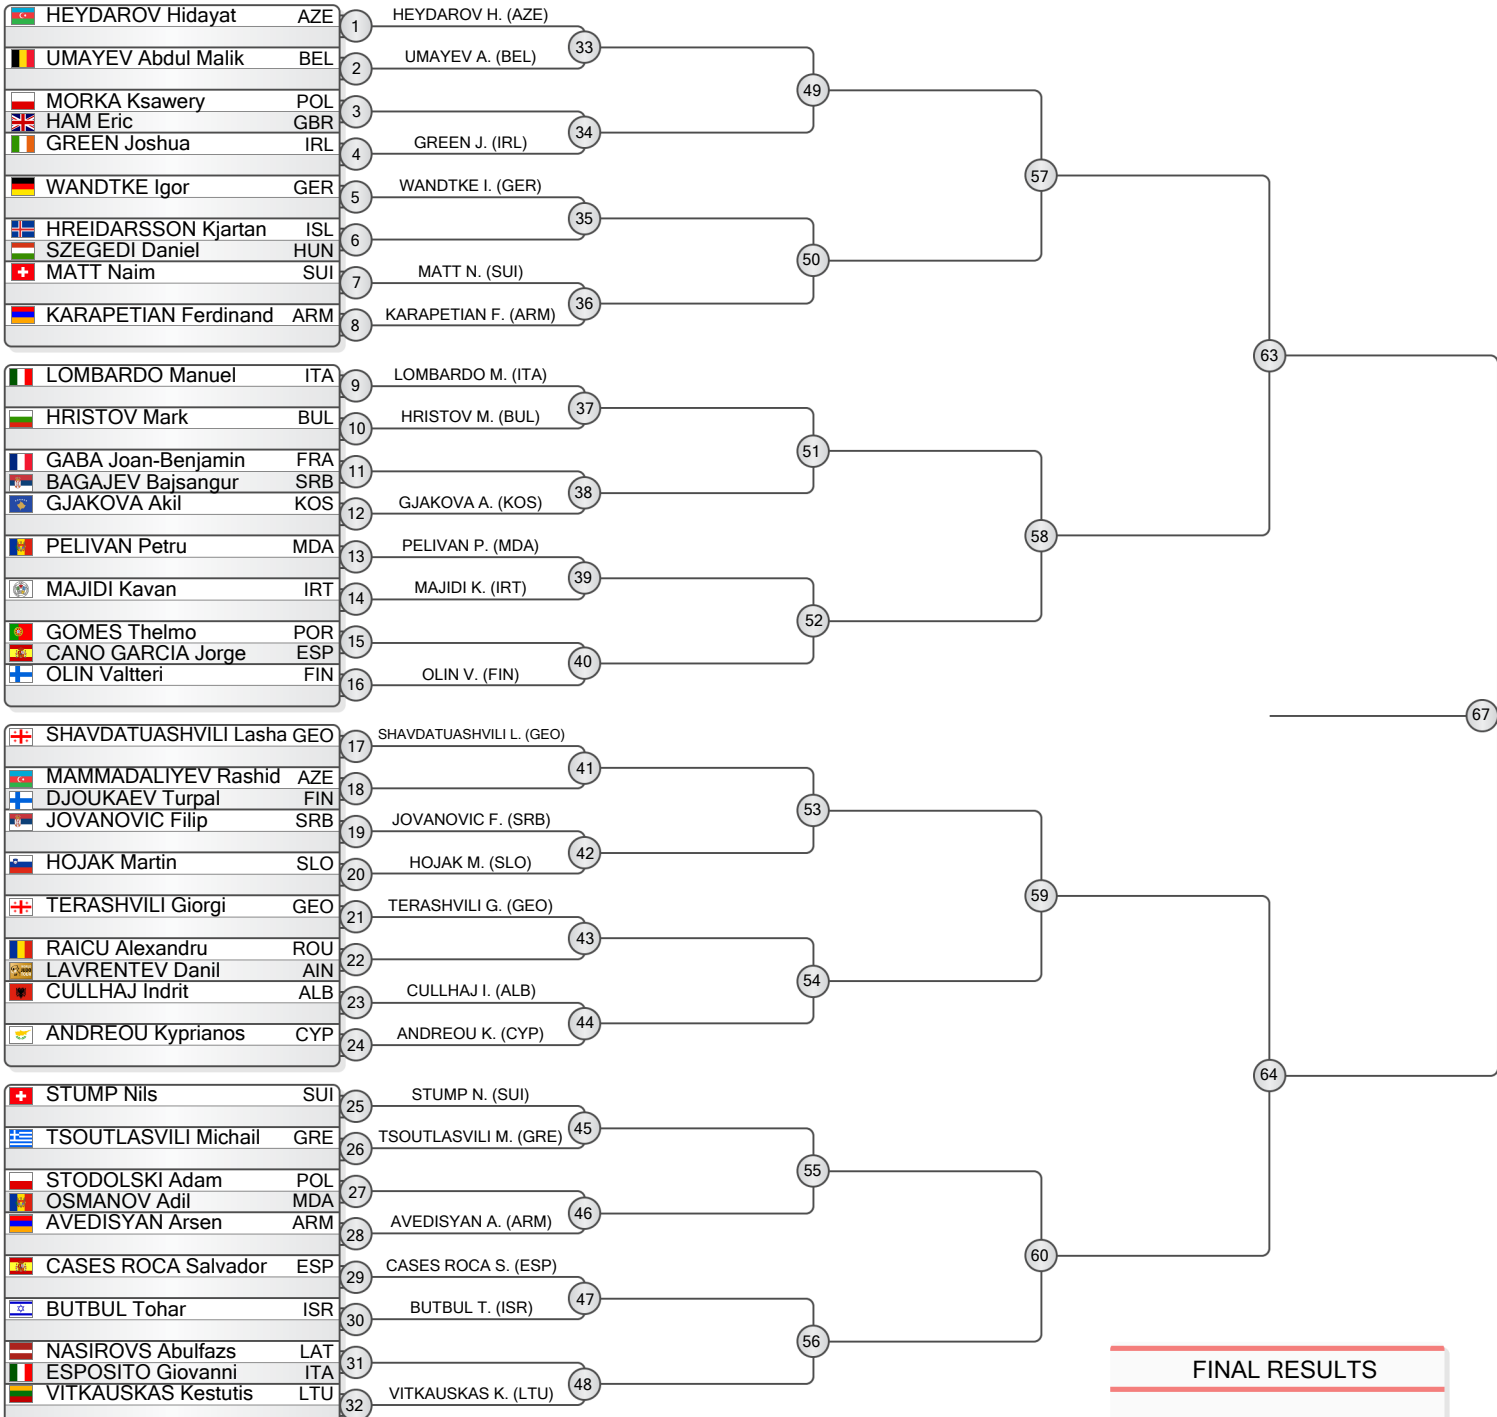 HEYDAROV Hidayat AZE 1 HEYDAROV H. (AZE)
33
UMAYEV Abdul Malik BEL 2 UMAYEV A. (BEL)
49
MORKA Ksawery POL 3
HAM Eric GBR
34
GREEN Joshua IRL 4 GREEN J. (IRL)
57
WANDTKE Igor GER 5 WANDTKE I. (GER)
35
HREIDARSSON Kjartan ISL 6
SZEGEDI Daniel HUN
50
MATT Naim SUI 7 MATT N. (SUI)
36
KARAPETIAN Ferdinand ARM 8 KARAPETIAN F. (ARM)
63
LOMBARDO Manuel ITA 9 LOMBARDO M. (ITA)
37
HRISTOV Mark BUL 10 HRISTOV M. (BUL)
51
GABA Joan-Benjamin FRA 11
BAGAJEV Bajsangur SRB
38
GJAKOVA Akil KOS 12 GJAKOVA A. (KOS)
58
PELIVAN Petru MDA 13 PELIVAN P. (MDA)
39
MAJIDI Kavan IRT 14 MAJIDI K. (IRT)
52
GOMES Thelmo POR 15
CANO GARCIA Jorge ESP
40
OLIN Valtteri FIN 16 OLIN V. (FIN)
67
SHAVDATUASHVILI Lasha GEO 17 SHAVDATUASHVILI L. (GEO)
41
MAMMADALIYEV Rashid AZE 18
DJOUKAEV Turpal FIN
53
JOVANOVIC Filip SRB 19 JOVANOVIC F. (SRB)
42
HOJAK Martin SLO 20 HOJAK M. (SLO)
59
TERASHVILI Giorgi GEO 21 TERASHVILI G. (GEO)
43
RAICU Alexandru ROU 22
LAVRENTEV Danil AIN
54
CULLHAJ Indrit ALB 23 CULLHAJ I. (ALB)
44
ANDREOU Kyprianos CYP 24 ANDREOU K. (CYP)
64
STUMP Nils SUI 25 STUMP N. (SUI)
45
TSOUTLASVILI Michail GRE 26 TSOUTLASVILI M. (GRE)
55
STODOLSKI Adam POL 27
OSMANOV Adil MDA
46
AVEDISYAN Arsen ARM 28 AVEDISYAN A. (ARM)
60
CASES ROCA Salvador ESP 29 CASES ROCA S. (ESP)
47
BUTBUL Tohar ISR 30 BUTBUL T. (ISR)
56
NASIROVS Abulfazs LAT 31
ESPOSITO Giovanni ITA
48
VITKAUSKAS Kestutis LTU 32 VITKAUSKAS K. (LTU)
FINAL RESULTS